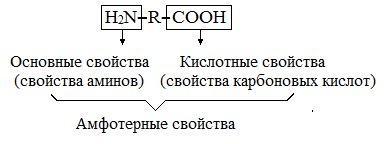 H2N–R–COOH
Основные свойства Кислотные свойства
(свойства аминов) (свойства карбоновых кислот)
Амфотерные свойства